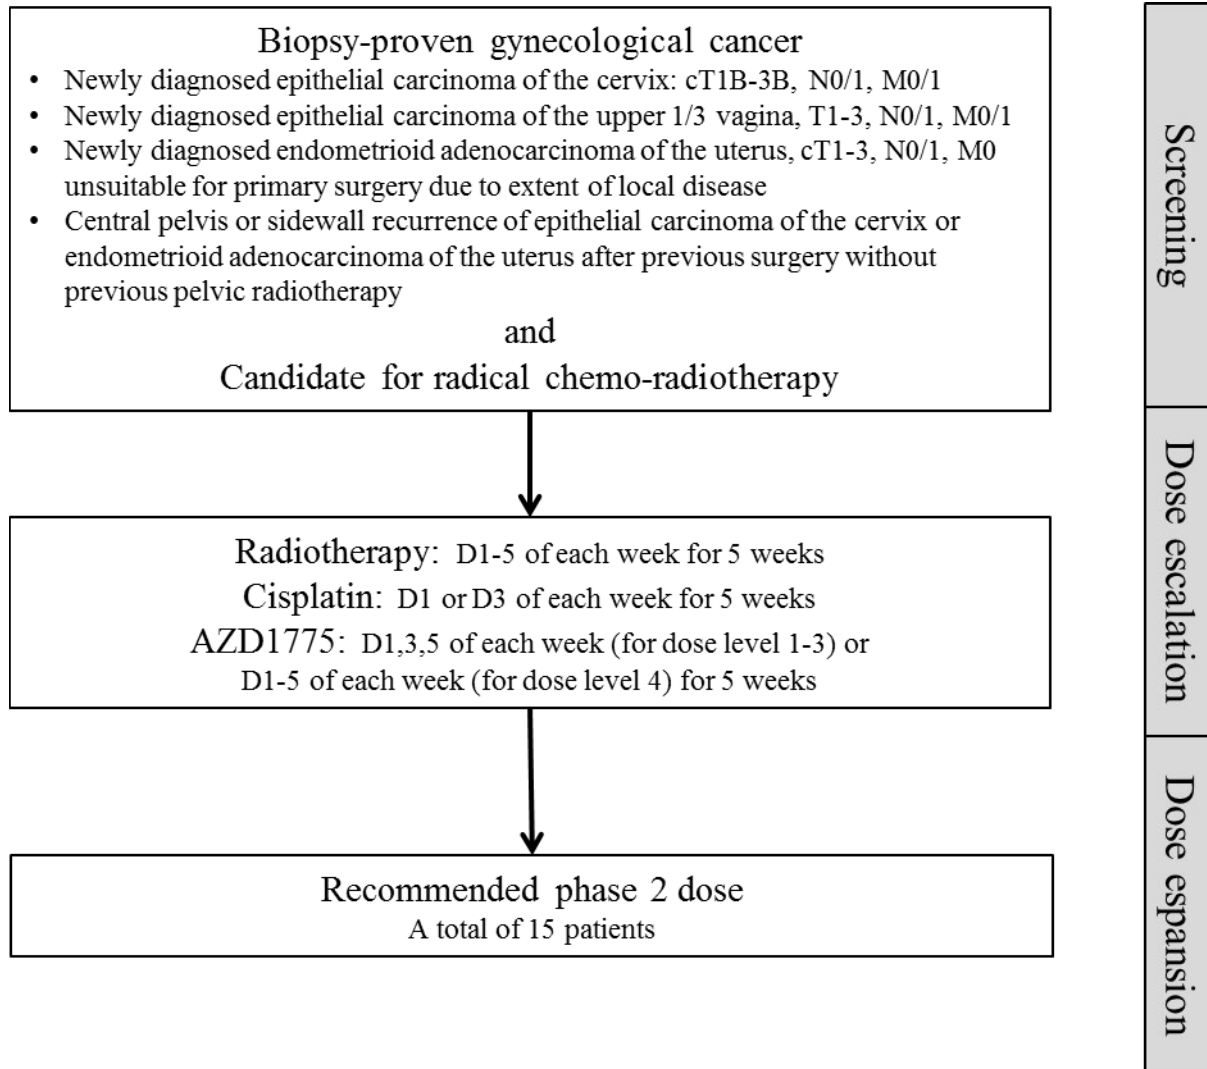 Biopsy-proven gynecological cancer
• Newly diagnosed epithelial carcinoma of the cervix: cT1B-3B, N0/1, M0/1
• Newly diagnosed epithelial carcinoma of the upper 1/3 vagina, T1-3, N0/1, M0/1
• Newly diagnosed endometrioid adenocarcinoma of the uterus, cT1-3, N0/1, M0
unsuitable for primary surgery due to extent of local disease
• Central pelvis or sidewall recurrence of epithelial carcinoma of the cervix or
endometrioid adenocarcinoma of the uterus after previous surgery without
previous pelvic radiotherapy
and
Candidate for radical chemo-radiotherapy
Screening
Radiotherapy: D1-5 of each week for 5 weeks
Cisplatin: D1 or D3 of each week for 5 weeks
AZD1775: D1,3,5 of each week (for dose level 1-3) or
D1-5 of each week (for dose level 4) for 5 weeks
Dose escalation
Recommended phase 2 dose
A total of 15 patients
Dose espansion